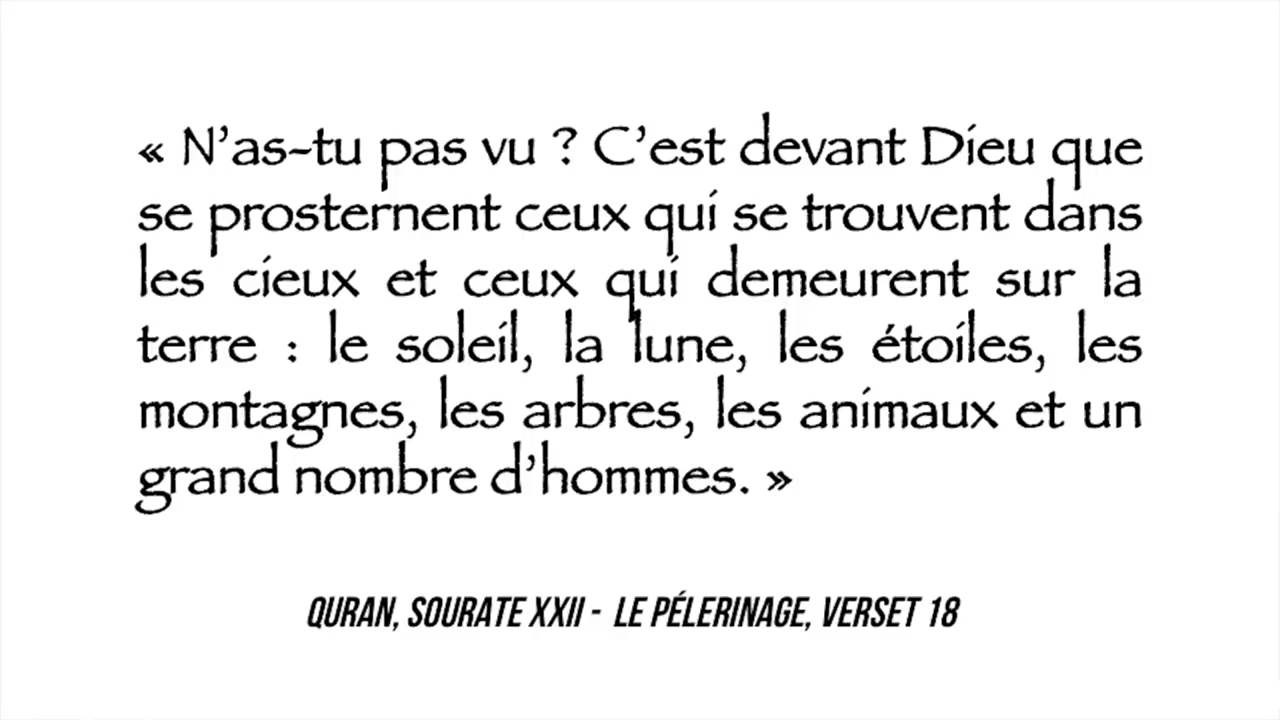 « N’as-tu pas vu ? C’est devant Dieu que
se prosternent ceux qui se trouvent dans
les cieux et ceux qui demeurent sur la
terre : le soleil, la lune, les étoiles, les
montagnes, les arbres, les animaux et un
grand nombre d’hommes. »
QURAN, SOURATE XXII - LE PÉLERINAGE, VERSET 18